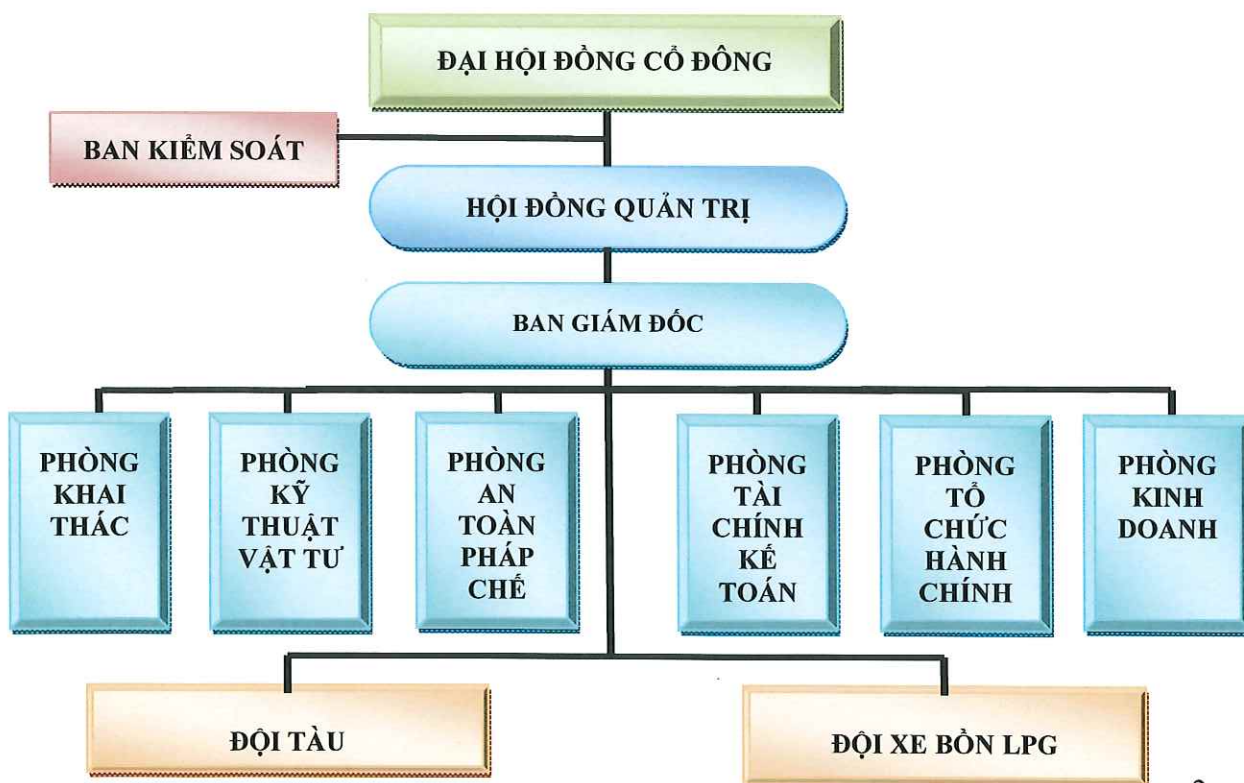 ĐẠI HỘI ĐỒNG CỔ ĐÔNG
BAN KIỂM SOÁT
HỘI ĐỒNG QUẢN TRỊ
BAN GIÁM ĐỐC
PHÒNG
KHAI
THÁC
PHÒNG
KỸ
THUẬT
VẬT TƯ
PHÒNG
AN
TOÀN
PHÁP
CHẾ
PHÒNG
TÀI
CHÍNH
KẾ
TOÁN
PHÒNG
TỔ
CHỨC
HÀNH
CHÍNH
PHÒNG
KINH
DOANH
ĐỘI TÀU
ĐỘI XE BỒN LPG